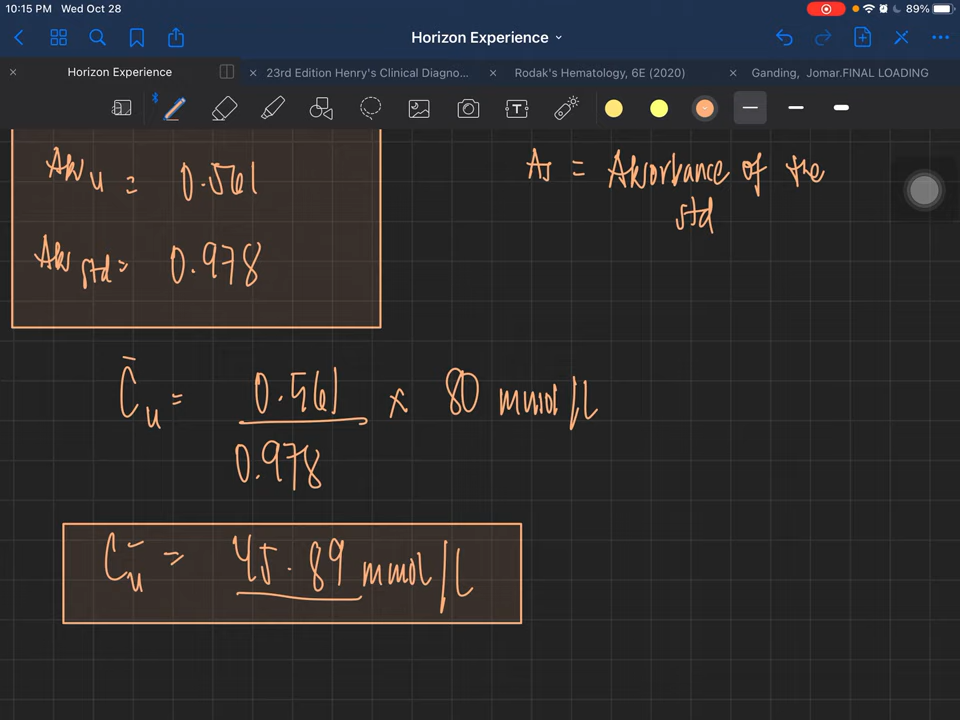 10:15 PM Wed Oct 28
89%
Horizon Experience
Horizon Experience
23rd Edition Henry's Clinical Diagno...
Rodak's Hematology, 6E (2020)
Ganding, Jomar.FINAL LOADING
Abs u = 0.561
As = Absorbance of the
std
Abs std = 0.978
C̄u = 0.561 × 80 mmol/L
0.978
Cu = 45.89 mmol/L